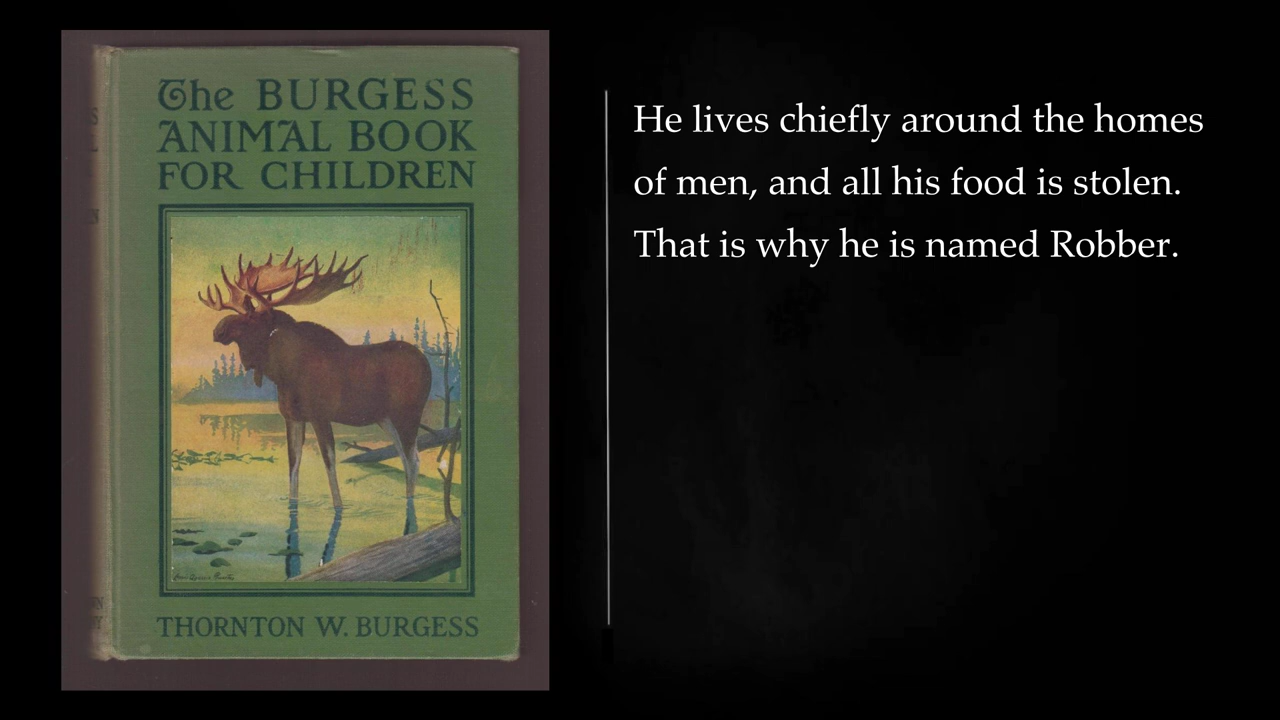 The BURGESS
ANIMAL BOOK
FOR CHILDREN
THORNTON W. BURGESS
He lives chiefly around the homes
of men, and all his food is stolen.
That is why he is named Robber.